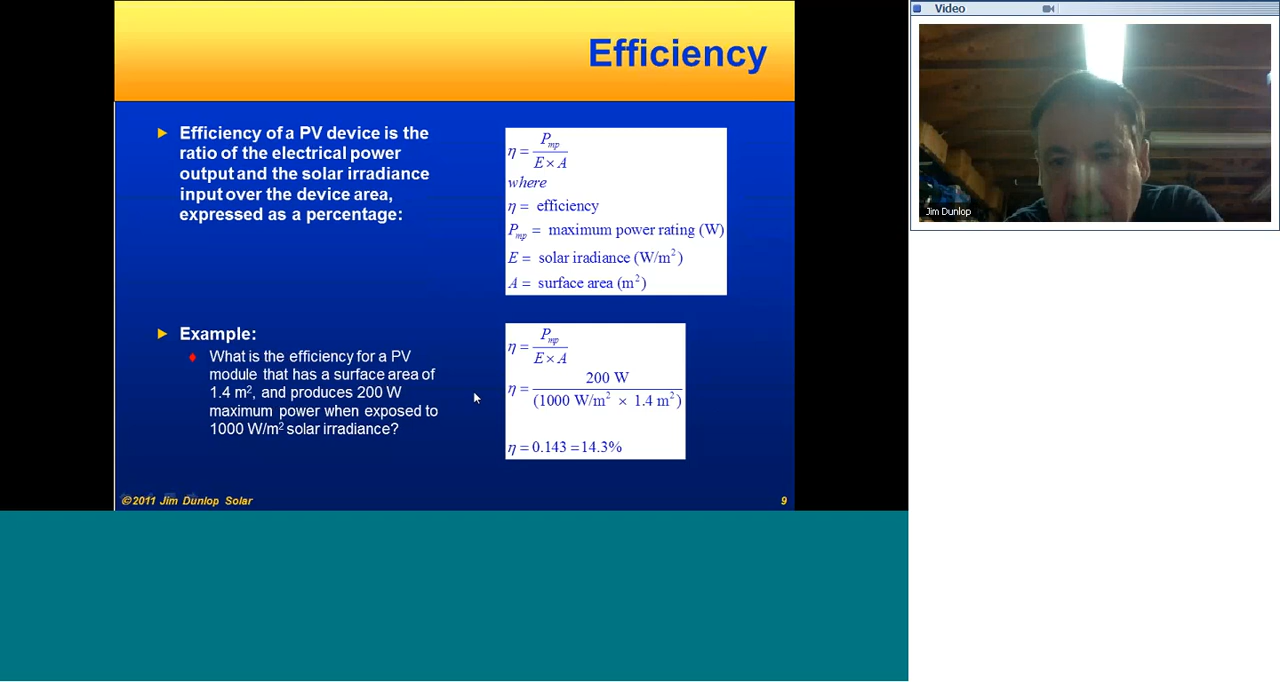 Efficiency
Efficiency of a PV device is the
ratio of the electrical power
output and the solar irradiance
input over the device area,
expressed as a percentage:
η = P_mp / (E × A)
where
η = efficiency
P_mp = maximum power rating (W)
E = solar iradiance (W/m²)
A = surface area (m²)
Example:
What is the efficiency for a PV
module that has a surface area of
1.4 m², and produces 200 W
maximum power when exposed to
1000 W/m² solar irradiance?
η = P_mp / (E × A)
η = 200 W / (1000 W/m² × 1.4 m²)
η = 0.143 = 14.3%
©2011 Jim Dunlop Solar
9
Video
Jim Dunlop